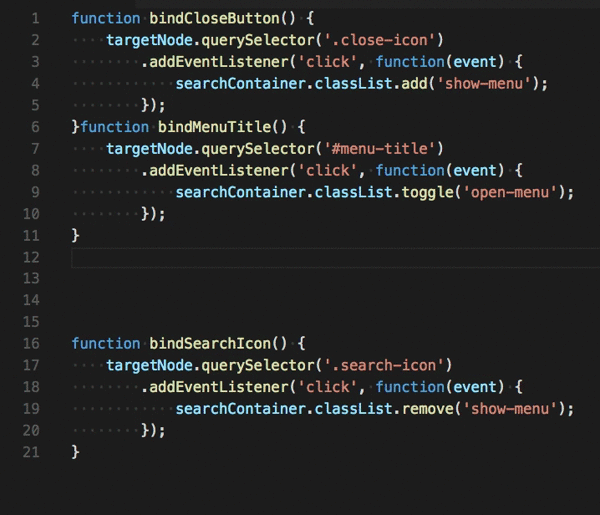 1 function bindCloseButton() {
2     targetNode.querySelector('.close-icon')
3         .addEventListener('click', function(event) {
4             searchContainer.classList.add('show-menu');
5         });
6 }function bindMenuTitle() {
7     targetNode.querySelector('#menu-title')
8         .addEventListener('click', function(event) {
9             searchContainer.classList.toggle('open-menu');
10         });
11 }
12
13
14
15
16 function bindSearchIcon() {
17     targetNode.querySelector('.search-icon')
18         .addEventListener('click', function(event) {
19             searchContainer.classList.remove('show-menu');
20         });
21 }